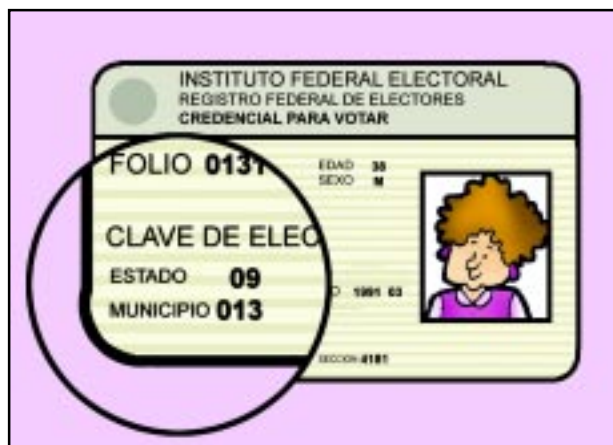 INSTITUTO FEDERAL ELECTORAL
REGISTRO FEDERAL DE ELECTORES
CREDENCIAL PARA VOTAR
FOLIO 0131
EDAD 38
SEXO M
CLAVE DE ELEC
ESTADO 09
1991 03
MUNICIPIO 013
SECCION 4181